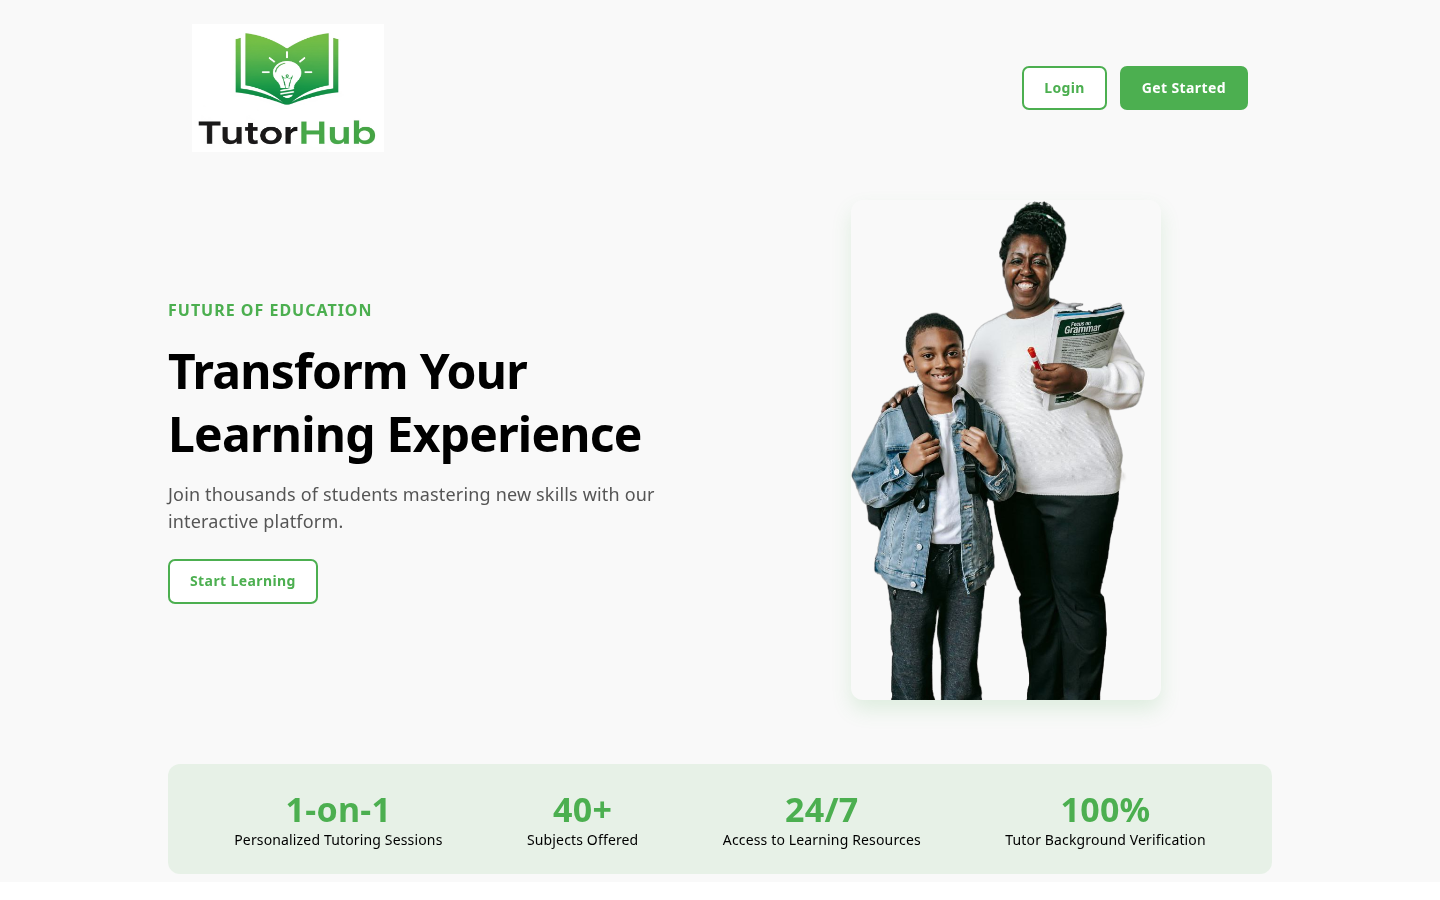 TutorHub
Login
Get Started
FUTURE OF EDUCATION
Transform Your
Learning Experience
Join thousands of students mastering new skills with our
interactive platform.
Start Learning
Focus on
Grammar
1-on-1
Personalized Tutoring Sessions
40+
Subjects Offered
24/7
Access to Learning Resources
100%
Tutor Background Verification